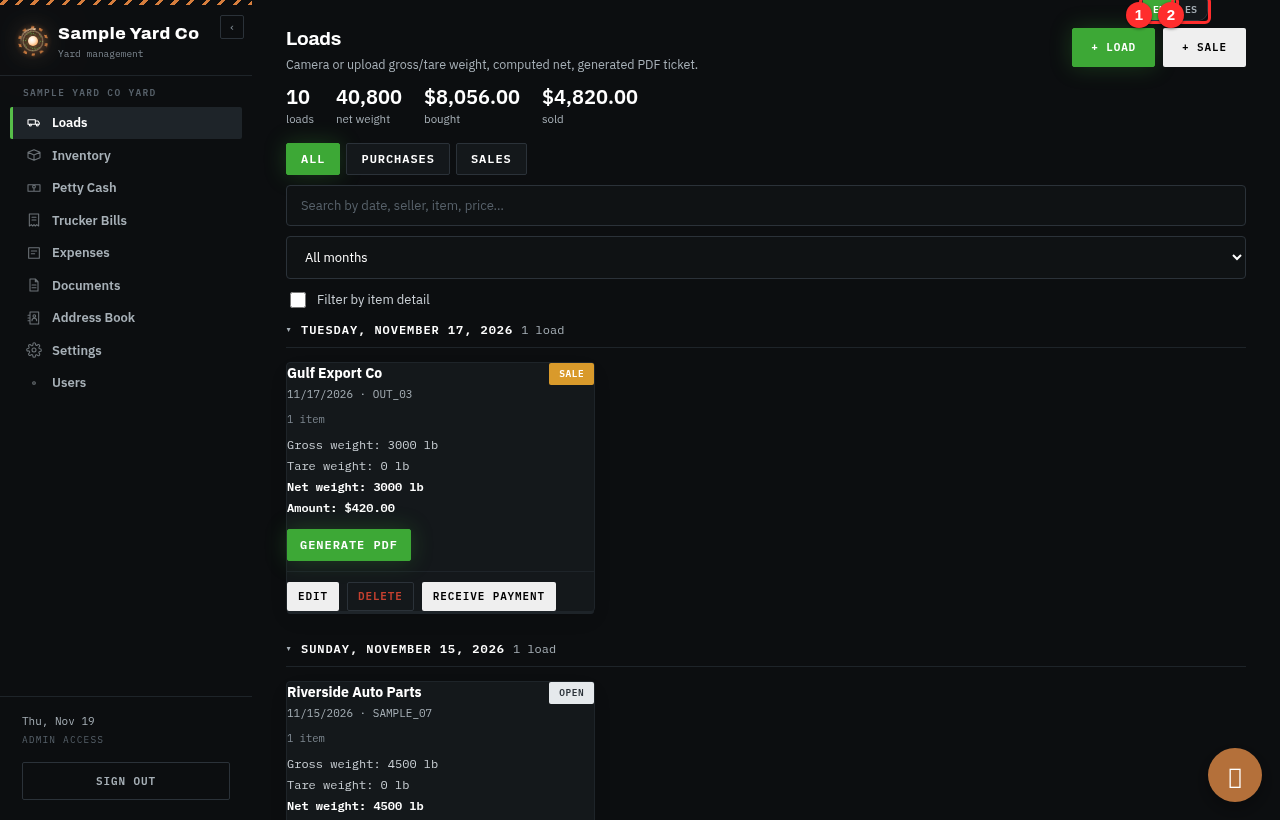 1 2 ES
Sample Yard Co
Yard management
‹
SAMPLE YARD CO YARD
Loads
Inventory
Petty Cash
Trucker Bills
Expenses
Documents
Address Book
Settings
Users
Thu, Nov 19
ADMIN ACCESS
SIGN OUT
Loads
Camera or upload gross/tare weight, computed net, generated PDF ticket.
+ LOAD
+ SALE
10 40,800 $8,056.00 $4,820.00
loads net weight bought sold
ALL PURCHASES SALES
Search by date, seller, item, price…
All months
Filter by item detail
▾ TUESDAY, NOVEMBER 17, 2026 1 load
Gulf Export Co SALE
11/17/2026 · OUT_03
1 item
Gross weight: 3000 lb
Tare weight: 0 lb
Net weight: 3000 lb
Amount: $420.00
GENERATE PDF
EDIT DELETE RECEIVE PAYMENT
▾ SUNDAY, NOVEMBER 15, 2026 1 load
Riverside Auto Parts OPEN
11/15/2026 · SAMPLE_07
1 item
Gross weight: 4500 lb
Tare weight: 0 lb
Net weight: 4500 lb